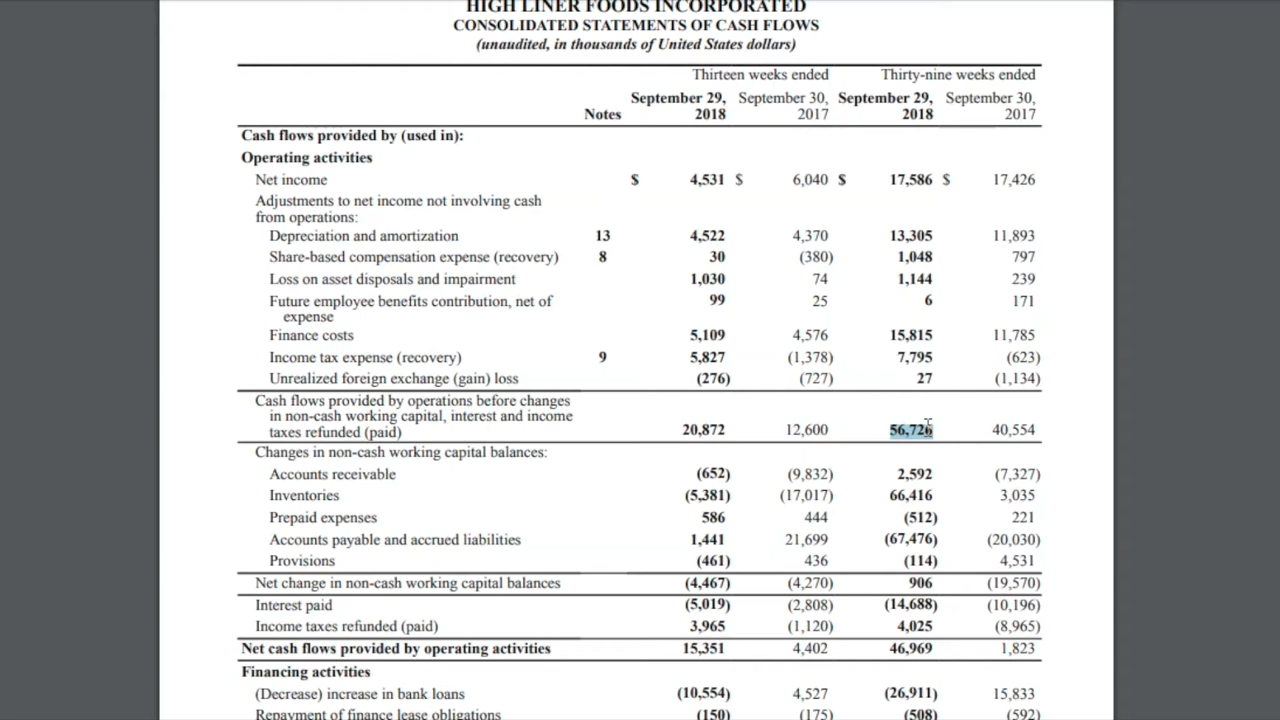 HIGH LINER FOODS INCORPORATED
CONSOLIDATED STATEMENTS OF CASH FLOWS
(unaudited, in thousands of United States dollars)
Thirteen weeks ended Thirty-nine weeks ended
Notes September 29, 2018 September 30, 2017 September 29, 2018 September 30, 2017
Cash flows provided by (used in):
Operating activities
Net income $ 4,531 $ 6,040 $ 17,586 $ 17,426
Adjustments to net income not involving cash
from operations:
Depreciation and amortization 13 4,522 4,370 13,305 11,893
Share-based compensation expense (recovery) 8 30 (380) 1,048 797
Loss on asset disposals and impairment 1,030 74 1,144 239
Future employee benefits contribution, net of
expense 99 25 6 171
Finance costs 5,109 4,576 15,815 11,785
Income tax expense (recovery) 9 5,827 (1,378) 7,795 (623)
Unrealized foreign exchange (gain) loss (276) (727) 27 (1,134)
Cash flows provided by operations before changes
in non-cash working capital, interest and income
taxes refunded (paid) 20,872 12,600 56,726 40,554
Changes in non-cash working capital balances:
Accounts receivable (652) (9,832) 2,592 (7,327)
Inventories (5,381) (17,017) 66,416 3,035
Prepaid expenses 586 444 (512) 221
Accounts payable and accrued liabilities 1,441 21,699 (67,476) (20,030)
Provisions (461) 436 (114) 4,531
Net change in non-cash working capital balances (4,467) (4,270) 906 (19,570)
Interest paid (5,019) (2,808) (14,688) (10,196)
Income taxes refunded (paid) 3,965 (1,120) 4,025 (8,965)
Net cash flows provided by operating activities 15,351 4,402 46,969 1,823
Financing activities
(Decrease) increase in bank loans (10,554) 4,527 (26,911) 15,833
Repayment of finance lease obligations (150) (175) (508) (592)